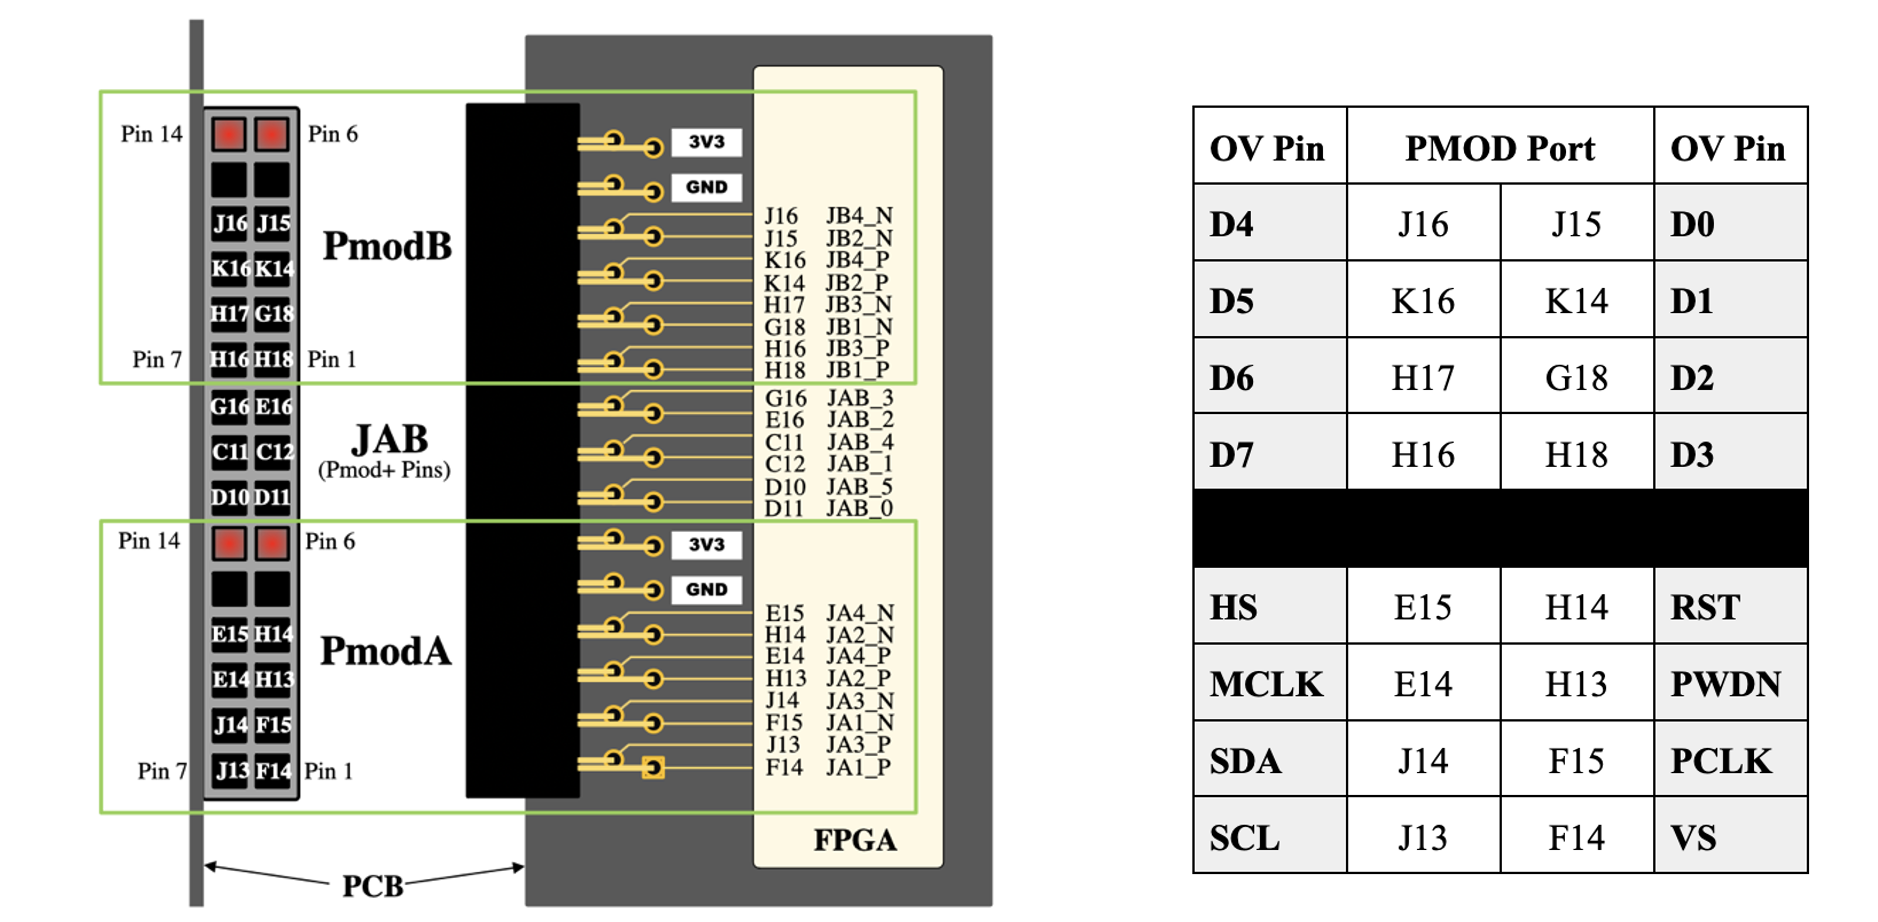 Pin 14
Pin 6
J16 J15
K16 K14
H17 G18
Pin 7
H16 H18
Pin 1
PmodB
G16 E16
C11 C12
D10 D11
JAB
(Pmod+ Pins)
Pin 14
Pin 6
E15 H14
E14 H13
J14 F15
Pin 7
J13 F14
Pin 1
PmodA
PCB
3V3
GND
J16 JB4_N
J15 JB2_N
K16 JB4_P
K14 JB2_P
H17 JB3_N
G18 JB1_N
H16 JB3_P
H18 JB1_P
G16 JAB_3
E16 JAB_2
C11 JAB_4
C12 JAB_1
D10 JAB_5
D11 JAB_0
3V3
GND
E15 JA4_N
H14 JA2_N
E14 JA4_P
H13 JA2_P
J14 JA3_N
F15 JA1_N
J13 JA3_P
F14 JA1_P
FPGA
OV Pin PMOD Port OV Pin
D4 J16 J15 D0
D5 K16 K14 D1
D6 H17 G18 D2
D7 H16 H18 D3
HS E15 H14 RST
MCLK E14 H13 PWDN
SDA J14 F15 PCLK
SCL J13 F14 VS